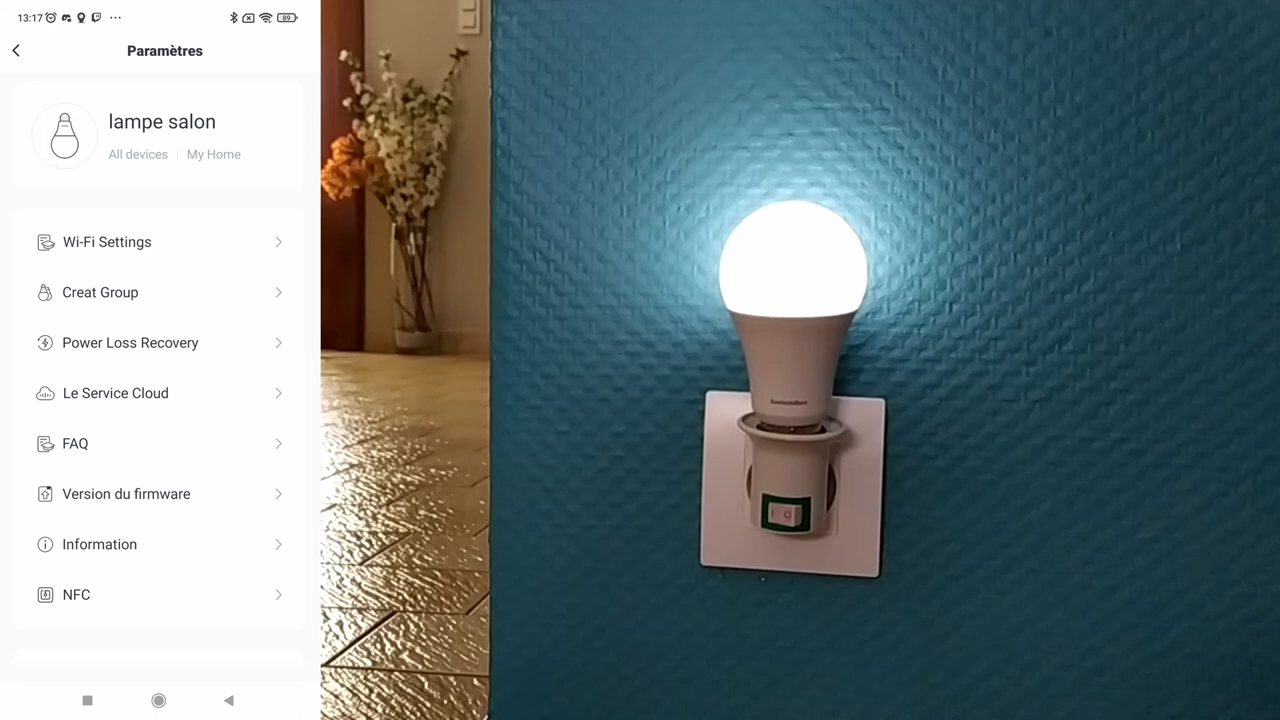 13:17
89
Paramètres
lampe salon
All devices | My Home
Wi-Fi Settings
Creat Group
Power Loss Recovery
Le Service Cloud
FAQ
Version du firmware
Information
NFC
SwitchBot